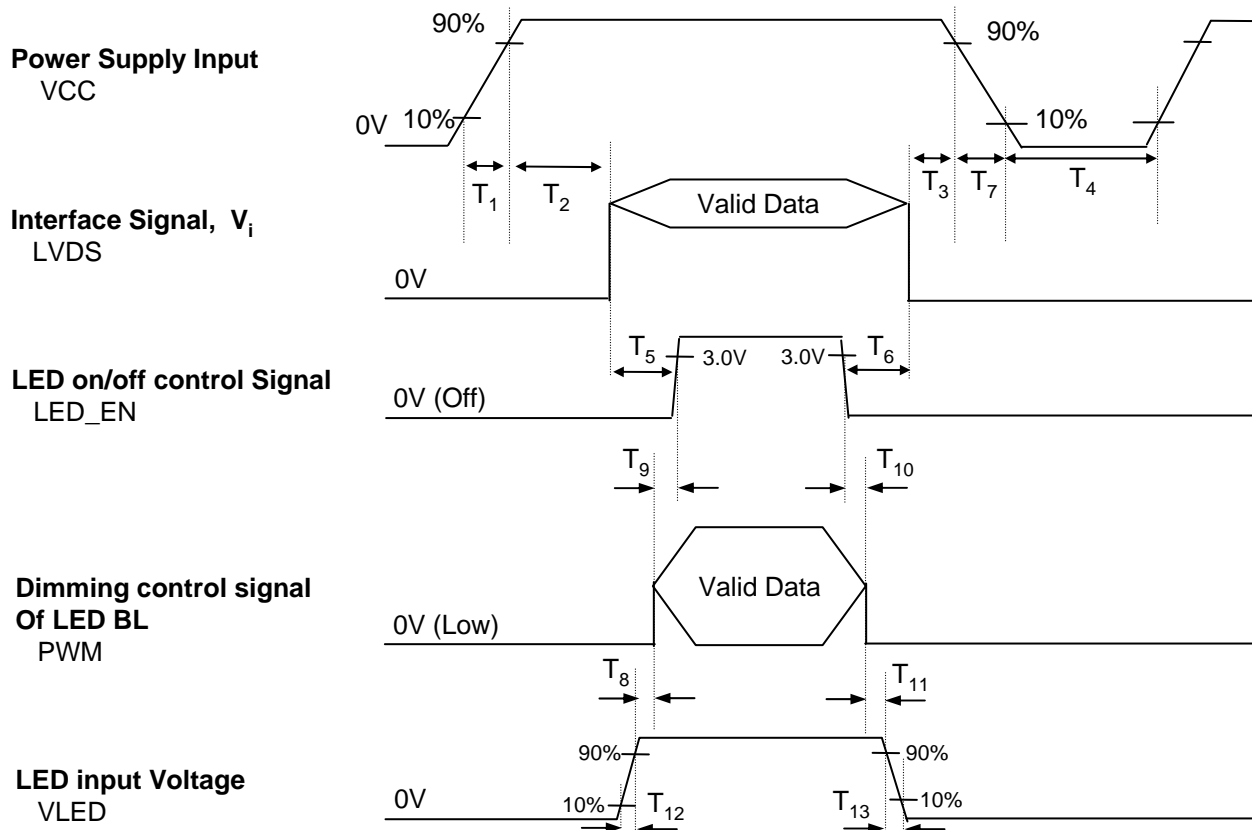 90%
90%
Power Supply Input
VCC
0V
10%
10%
T1
T2
T3
T7
T4
Interface Signal, Vi
LVDS
Valid Data
0V
T5
3.0V
3.0V
T6
LED on/off control Signal
LED_EN
0V (Off)
T9
T10
Dimming control signal
Of LED BL
PWM
Valid Data
0V (Low)
T8
T11
90%
90%
LED input Voltage
VLED
0V
10%
T12
T13
10%